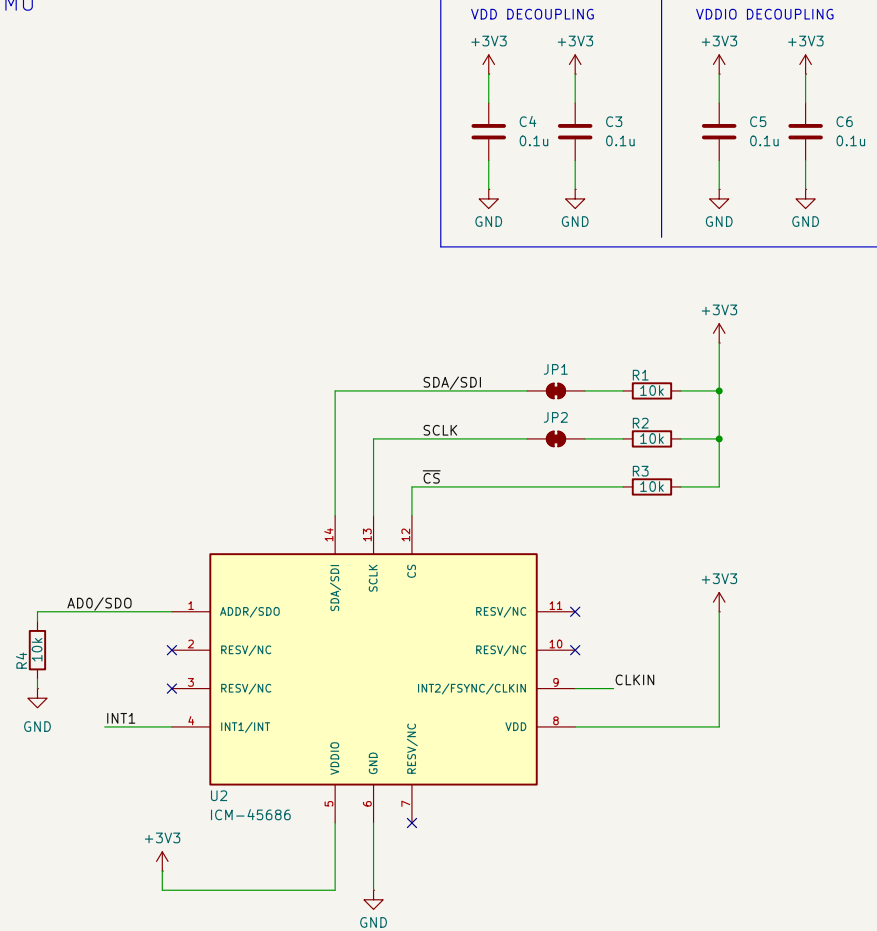 VDD DECOUPLING
VDDIO DECOUPLING
+3V3
+3V3
+3V3
+3V3
C4
0.1u
C3
0.1u
C5
0.1u
C6
0.1u
GND
GND
GND
GND
+3V3
SDA/SDI
JP1
R1
10k
SCLK
JP2
R2
10k
CS
R3
10k
14
13
12
SDA/SDI
SCLK
CS
+3V3
AD0/SDO
1
ADDR/SDO
RESV/NC
11
R4
10k
2
RESV/NC
RESV/NC
10
3
RESV/NC
INT2/FSYNC/CLKIN
9
CLKIN
GND
INT1
4
INT1/INT
VDD
8
VDDIO
GND
RESV/NC
U2
ICM-45686
5
6
7
+3V3
GND